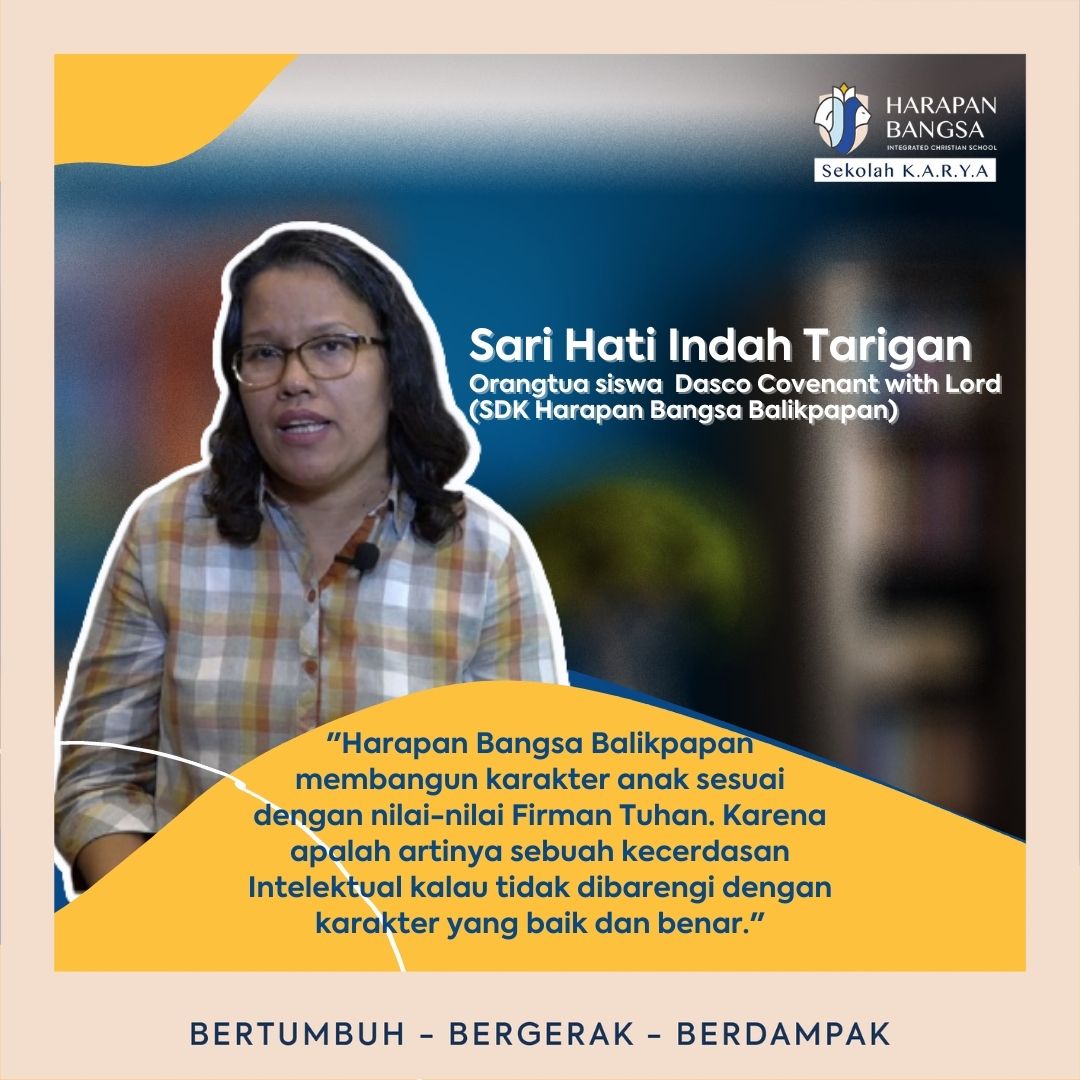 HARAPAN
BANGSA
INTEGRATED CHRISTIAN SCHOOL
Sekolah K.A.R.Y.A
Sari Hati Indah Tarigan
Orangtua siswa Dasco Covenant with Lord
(SDK Harapan Bangsa Balikpapan)
"Harapan Bangsa Balikpapan
membangun karakter anak sesuai
dengan nilai-nilai Firman Tuhan. Karena
apalah artinya sebuah kecerdasan
Intelektual kalau tidak dibarengi dengan
karakter yang baik dan benar."
BERTUMBUH - BERGERAK - BERDAMPAK